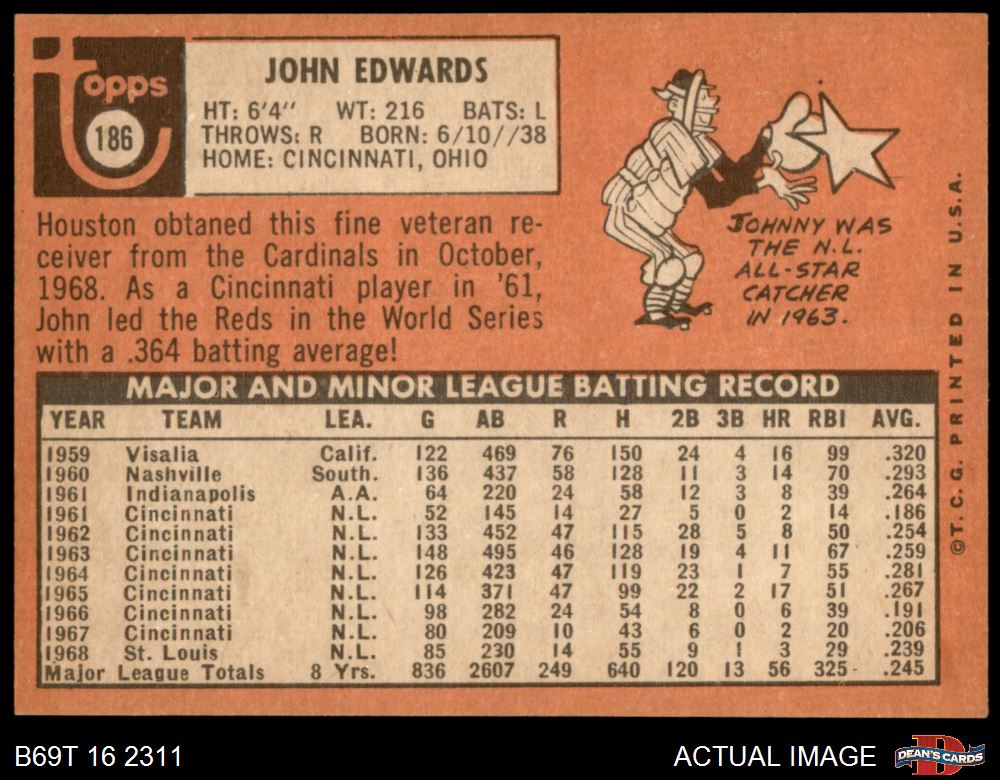 topps
186
JOHN EDWARDS
HT: 6'4" WT: 216 BATS: L
THROWS: R BORN: 6/10//38
HOME: CINCINNATI, OHIO
Houston obtaned this fine veteran re-
ceiver from the Cardinals in October,
1968. As a Cincinnati player in '61,
John led the Reds in the World Series
with a .364 batting average!
JOHNNY WAS
THE N.L.
ALL-STAR
CATCHER
IN 1963.
MAJOR AND MINOR LEAGUE BATTING RECORD
YEAR TEAM LEA. G AB R H 2B 3B HR RBI AVG.
1959 Visalia Calif. 122 469 76 150 24 4 16 99 .320
1960 Nashville South. 136 437 58 128 11 3 14 70 .293
1961 Indianapolis A.A. 64 220 24 58 12 3 8 39 .264
1961 Cincinnati N.L. 52 145 14 27 5 0 2 14 .186
1962 Cincinnati N.L. 133 452 47 115 28 5 8 50 .254
1963 Cincinnati N.L. 148 495 46 128 19 4 11 67 .259
1964 Cincinnati N.L. 126 423 47 119 23 1 7 55 .281
1965 Cincinnati N.L. 114 371 47 99 22 2 17 51 .267
1966 Cincinnati N.L. 98 282 24 54 8 0 6 39 .191
1967 Cincinnati N.L. 80 209 10 43 6 0 2 20 .206
1968 St. Louis N.L. 85 230 14 55 9 1 3 29 .239
Major League Totals 8 Yrs. 836 2607 249 640 120 13 56 325 .245
©T.C.G. PRINTED IN U.S.A.
B69T 16 2311
ACTUAL IMAGE
D
DEAN'S CARDS